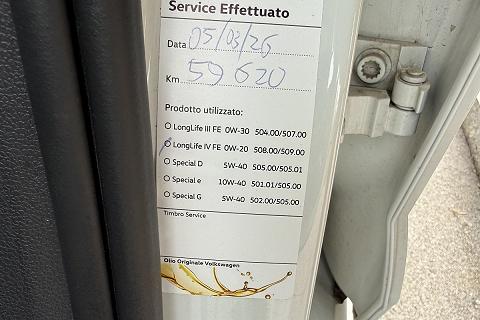 Service Effettuato
Data 05/03/26
Km 59620
Prodotto utilizzato:
LongLife III FE 0W-30 504.00/507.00
LongLife IV FE 0W-20 508.00/509.00
Special D 5W-40 505.00/505.01
Special e 10W-40 501.01/505.00
Special G 5W-40 502.00/505.00
Timbro Service
Olio Originale Volkswagen